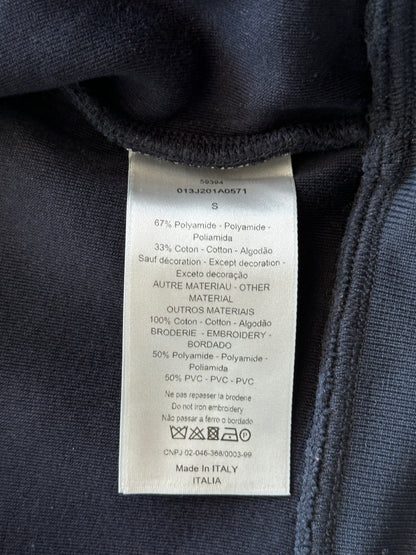 59394
013J201A0571
S
67% Polyamide - Polyamide -
Poliamida
33% Coton - Cotton - Algodão
Sauf décoration - Except decoration -
Exceto decoração
AUTRE MATERIAU - OTHER
MATERIAL
OUTROS MATERIAIS
100% Coton - Cotton - Algodão
BRODERIE - EMBROIDERY -
BORDADO
50% Polyamide - Polyamide -
Poliamida
50% PVC - PVC - PVC
Ne pas repasser la broderie
Do not iron embroidery
Não passar a ferro o bordado
CNPJ 02-046-368/0003-99
Made In ITALY
ITALIA